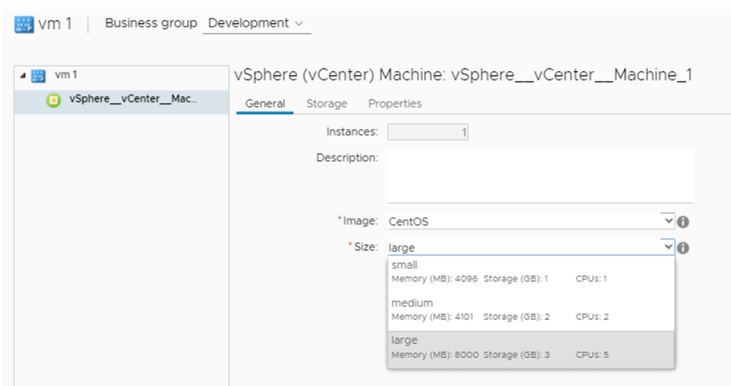 vm 1 Business group Development
vm 1
vSphere__vCenter__Mac...
vSphere (vCenter) Machine: vSphere__vCenter__Machine_1
General Storage Properties
Instances: 1
Description:
*Image: CentOS
*Size: large
small
Memory (MB): 4096 Storage (GB): 1 CPUs: 1
medium
Memory (MB): 4101 Storage (GB): 2 CPUs: 2
large
Memory (MB): 8000 Storage (GB): 3 CPUs: 5